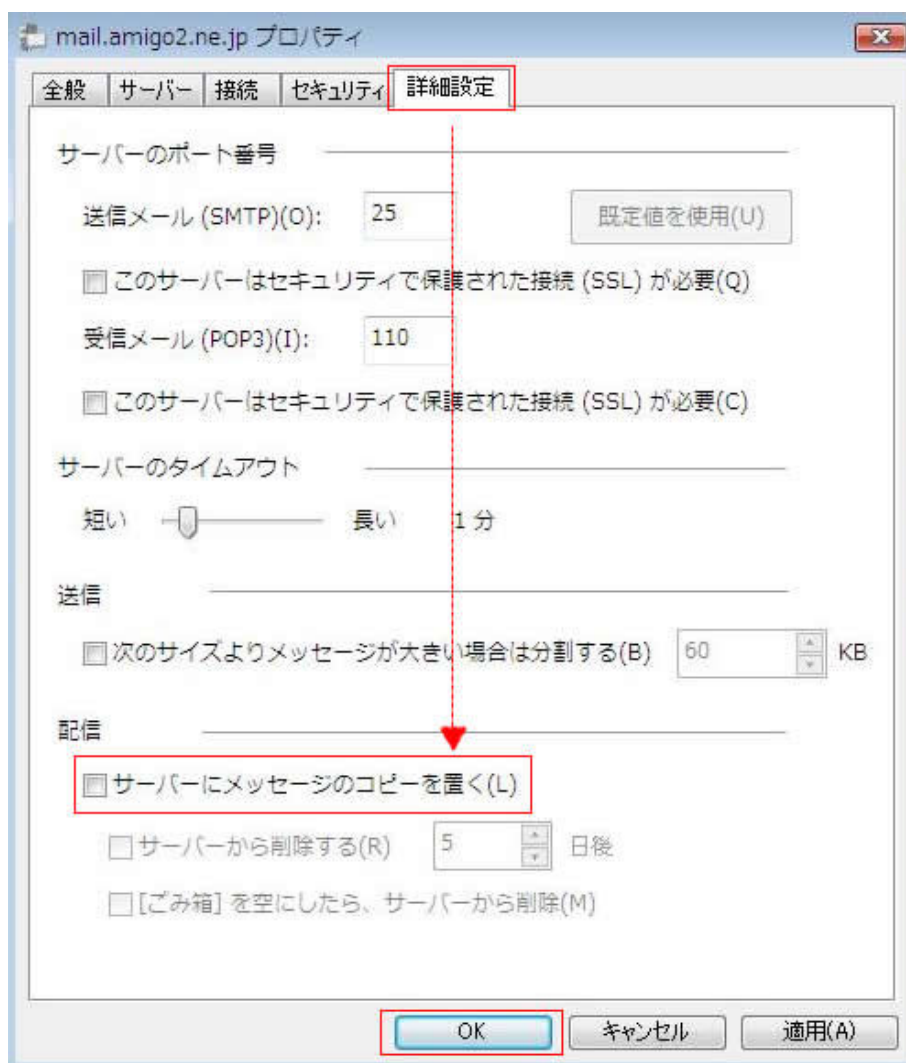 mail.amigo2.ne.jp プロパティ
全般 サーバー 接続 セキュリティ 詳細設定
サーバーのポート番号
送信メール (SMTP)(O): 25 既定値を使用(U)
このサーバーはセキュリティで保護された接続 (SSL) が必要(Q)
受信メール (POP3)(I): 110
このサーバーはセキュリティで保護された接続 (SSL) が必要(C)
サーバーのタイムアウト
短い 長い 1 分
送信
次のサイズよりメッセージが大きい場合は分割する(B) 60 KB
配信
サーバーにメッセージのコピーを置く(L)
サーバーから削除する(R) 5 日後
[ごみ箱] を空にしたら、サーバーから削除(M)
OK キャンセル 適用(A)